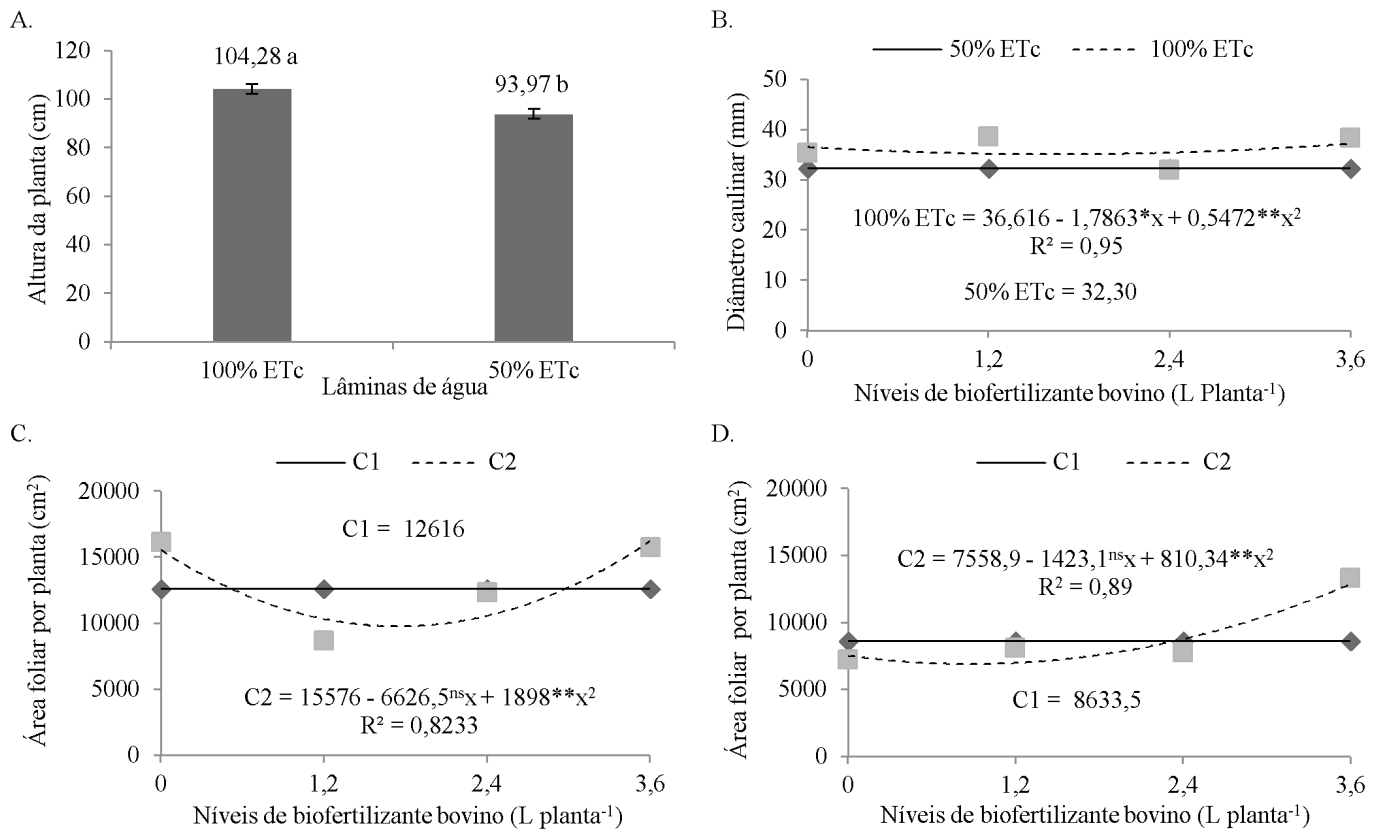 A.
120
100
80
60
40
20
0
Altura da planta (cm)
104,28 a
93,97 b
100% ETc
50% ETc
Lâminas de água
B.
50% ETc
100% ETc
50
40
30
20
10
0
Diâmetro caulinar (mm)
100% ETc = 36,616 - 1,7863*x + 0,5472**x²
R² = 0,95
50% ETc = 32,30
0
1,2
2,4
3,6
Níveis de biofertilizante bovino (L Planta⁻¹)
C.
C1
C2
20000
15000
10000
5000
0
Área foliar por planta (cm²)
C1 = 12616
C2 = 15576 - 6626,5ⁿˢx + 1898**x²
R² = 0,8233
0
1,2
2,4
3,6
Níveis de biofertilizante bovino (L planta⁻¹)
D.
C1
C2
20000
15000
10000
5000
0
Área foliar por planta (cm²)
C2 = 7558,9 - 1423,1ⁿˢx + 810,34**x²
R² = 0,89
C1 = 8633,5
0
1,2
2,4
3,6
Níveis de biofertilizante bovino (L planta⁻¹)